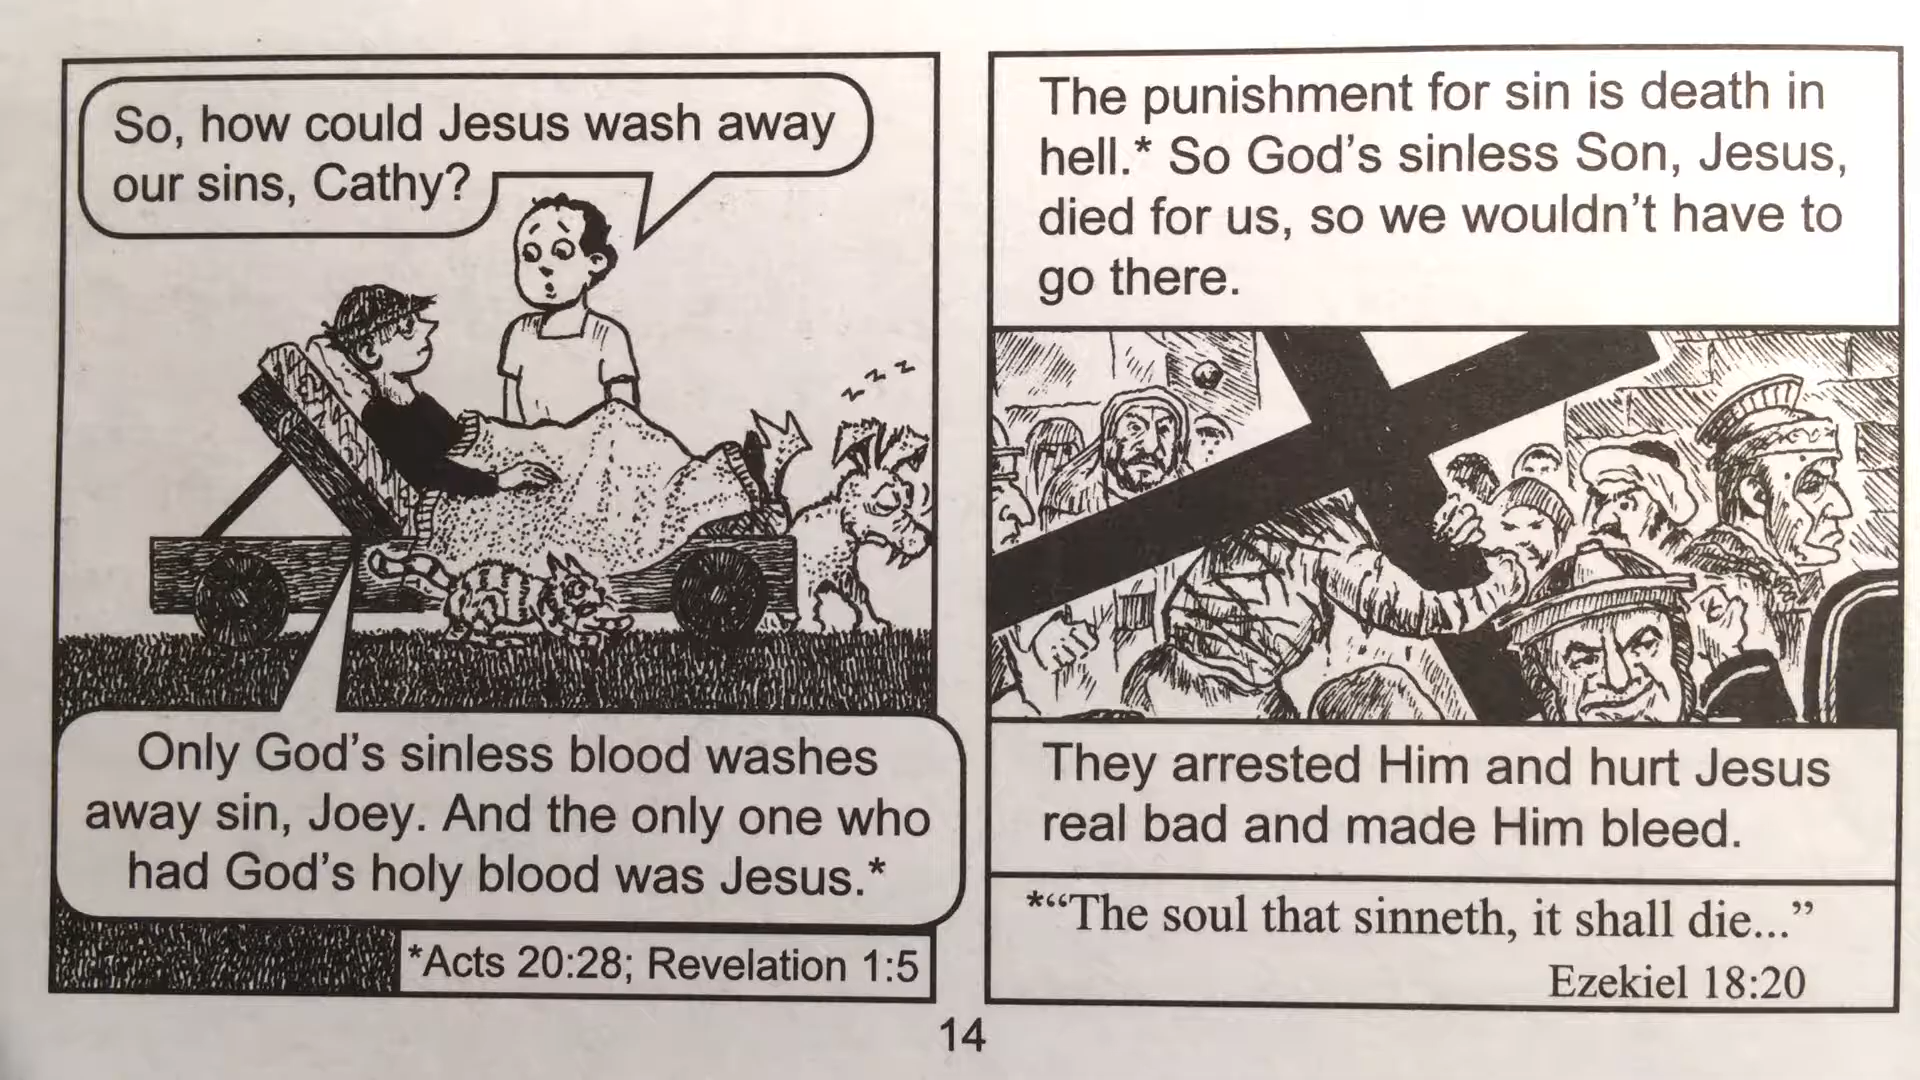 So, how could Jesus wash away
our sins, Cathy?
z z z
Only God's sinless blood washes
away sin, Joey. And the only one who
had God's holy blood was Jesus.*
*Acts 20:28; Revelation 1:5
The punishment for sin is death in
hell.* So God's sinless Son, Jesus,
died for us, so we wouldn't have to
go there.
They arrested Him and hurt Jesus
real bad and made Him bleed.
*“The soul that sinneth, it shall die...”
Ezekiel 18:20
14